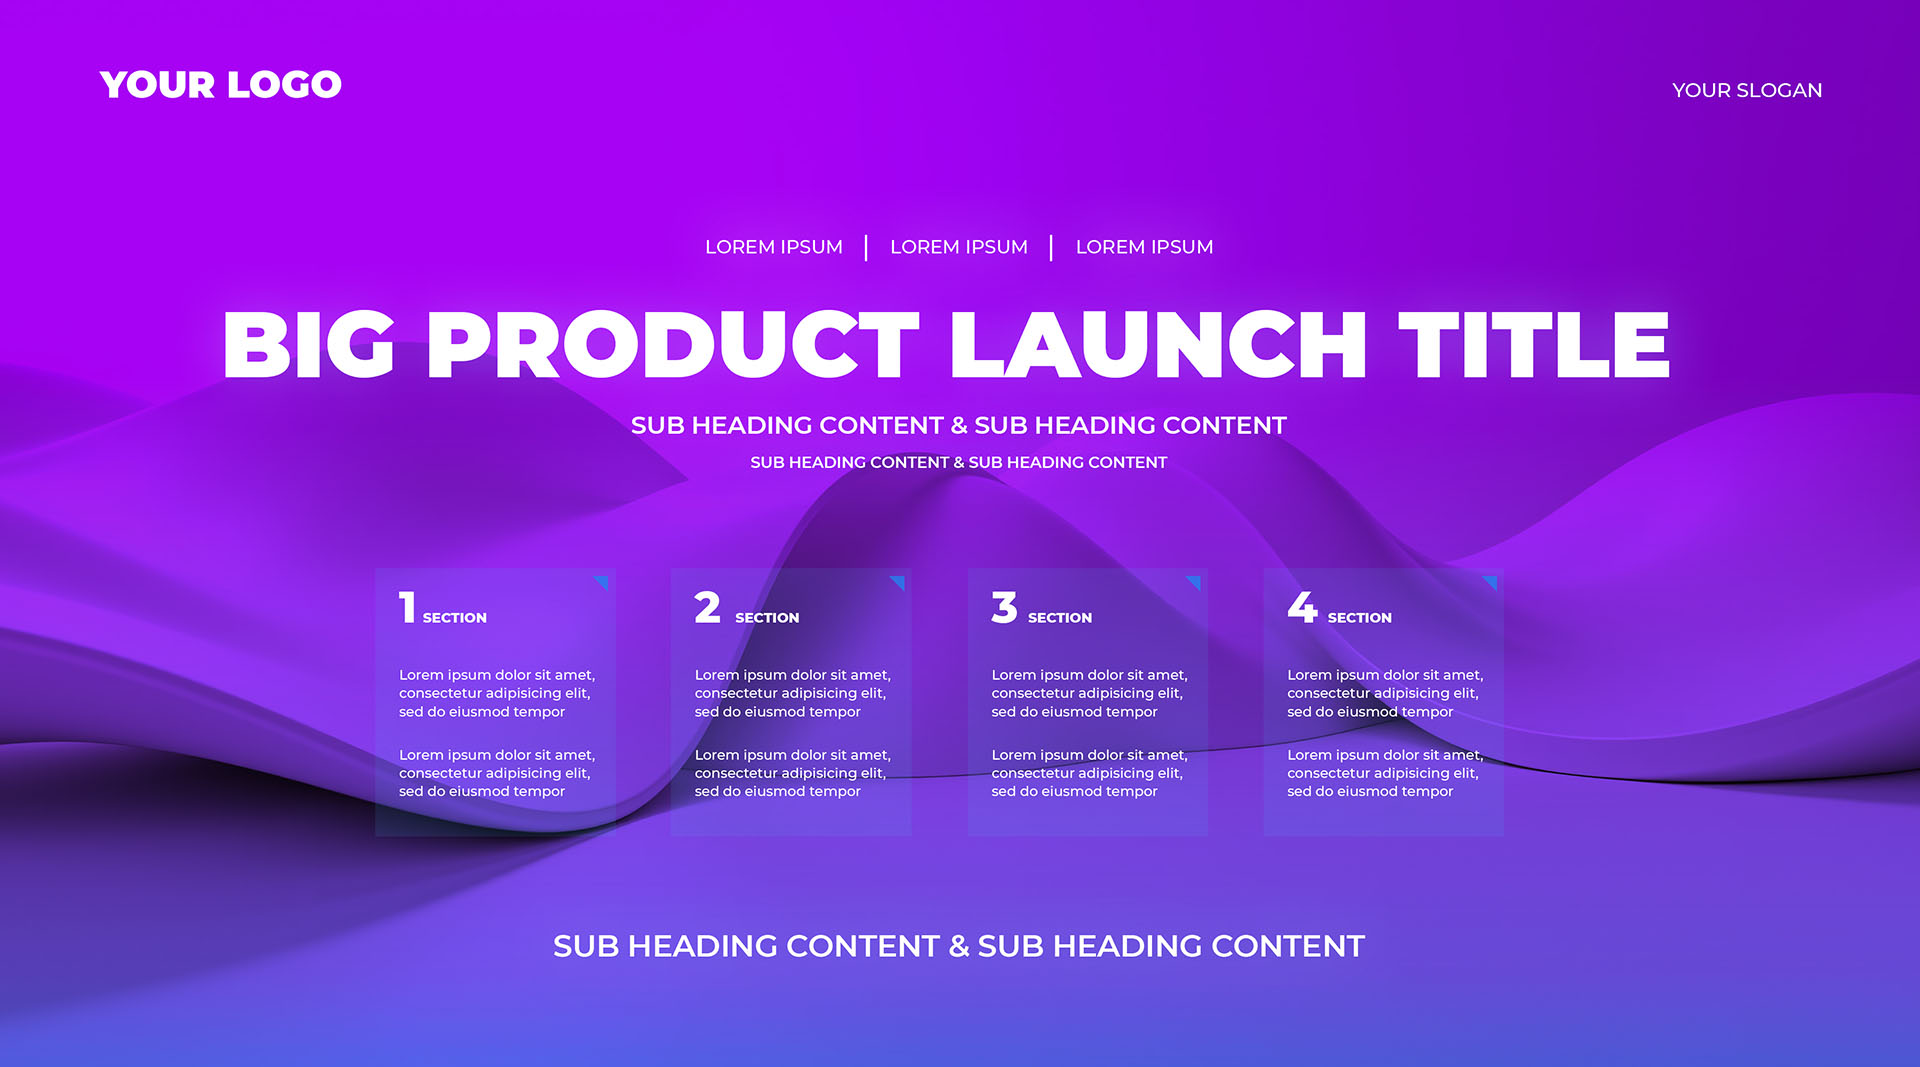 YOUR LOGO
YOUR SLOGAN
LOREM IPSUM | LOREM IPSUM | LOREM IPSUM
BIG PRODUCT LAUNCH TITLE
SUB HEADING CONTENT & SUB HEADING CONTENT
SUB HEADING CONTENT & SUB HEADING CONTENT
1 SECTION
Lorem ipsum dolor sit amet,
consectetur adipisicing elit,
sed do eiusmod tempor
Lorem ipsum dolor sit amet,
consectetur adipisicing elit,
sed do eiusmod tempor
2 SECTION
Lorem ipsum dolor sit amet,
consectetur adipisicing elit,
sed do eiusmod tempor
Lorem ipsum dolor sit amet,
consectetur adipisicing elit,
sed do eiusmod tempor
3 SECTION
Lorem ipsum dolor sit amet,
consectetur adipisicing elit,
sed do eiusmod tempor
Lorem ipsum dolor sit amet,
consectetur adipisicing elit,
sed do eiusmod tempor
4 SECTION
Lorem ipsum dolor sit amet,
consectetur adipisicing elit,
sed do eiusmod tempor
Lorem ipsum dolor sit amet,
consectetur adipisicing elit,
sed do eiusmod tempor
SUB HEADING CONTENT & SUB HEADING CONTENT